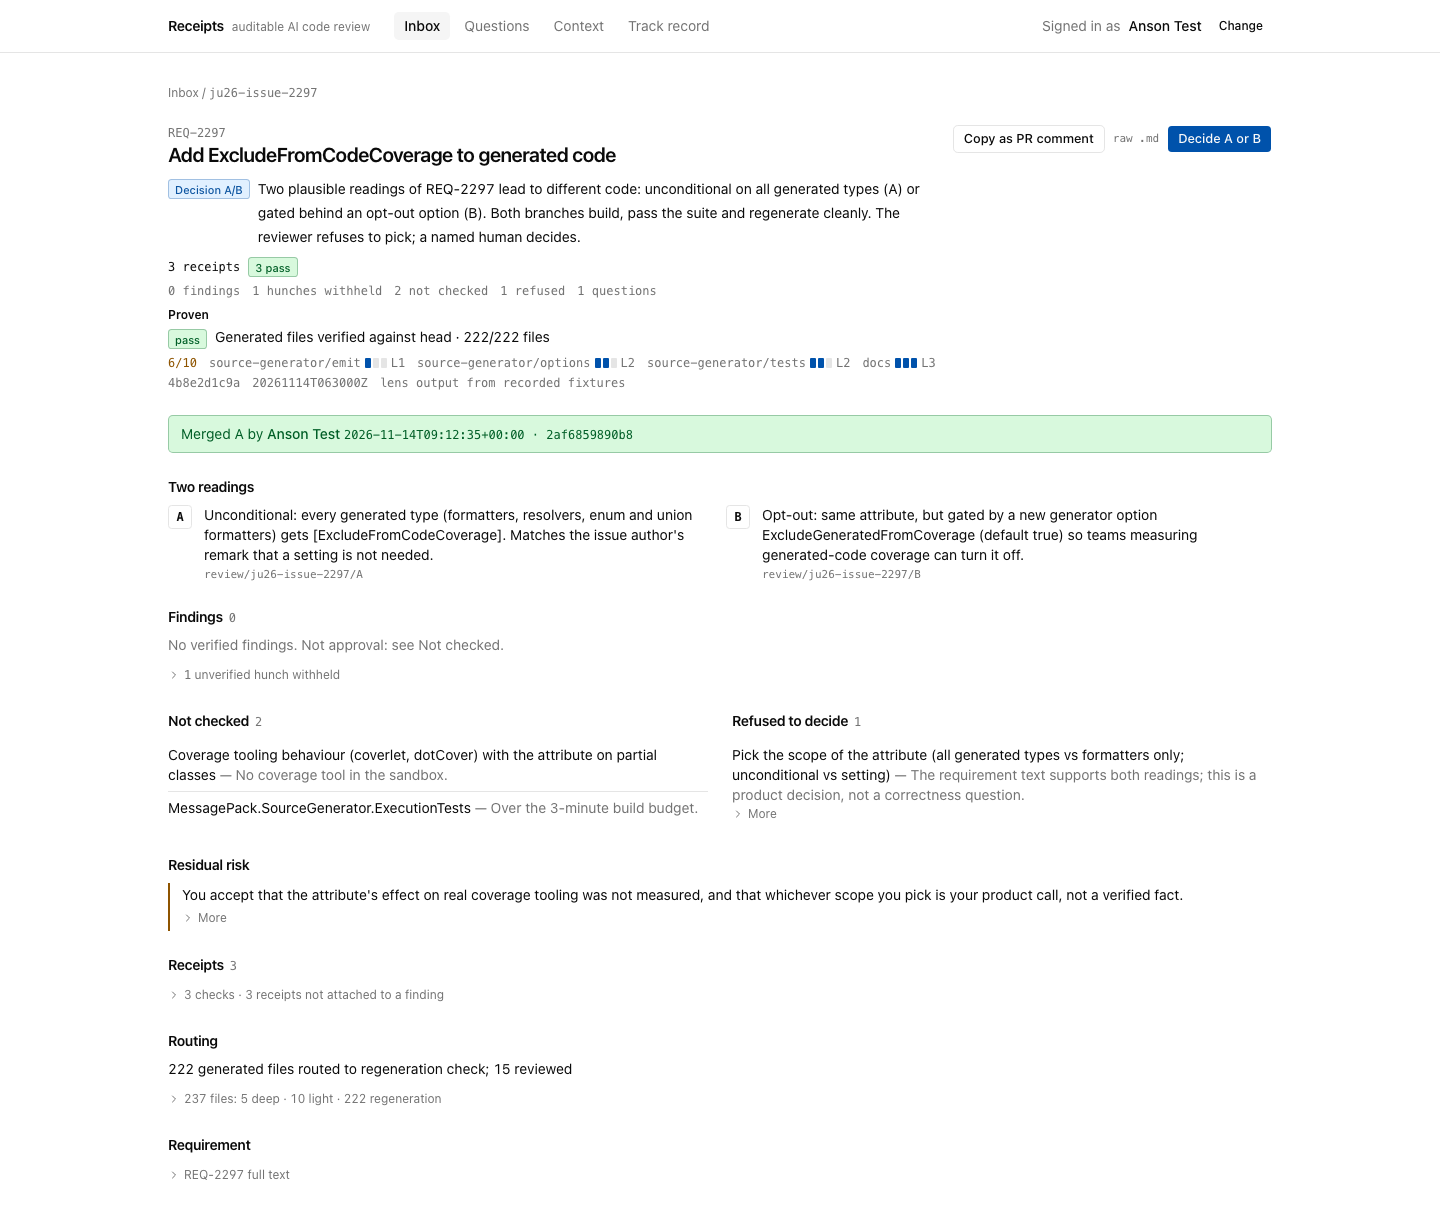 Receipts auditable AI code review Inbox Questions Context Track record Signed in as Anson Test Change
Inbox / ju26-issue-2297
REQ-2297
Add ExcludeFromCodeCoverage to generated code
Copy as PR comment raw .md Decide A or B
Decision A/B Two plausible readings of REQ-2297 lead to different code: unconditional on all generated types (A) or
gated behind an opt-out option (B). Both branches build, pass the suite and regenerate cleanly. The
reviewer refuses to pick; a named human decides.
3 receipts 3 pass
0 findings 1 hunches withheld 2 not checked 1 refused 1 questions
Proven
pass Generated files verified against head · 222/222 files
6/10 source-generator/emit L1 source-generator/options L2 source-generator/tests L2 docs L3
4b8e2d1c9a 20261114T063000Z lens output from recorded fixtures
Merged A by Anson Test 2026-11-14T09:12:35+00:00 · 2af6859890b8
Two readings
A Unconditional: every generated type (formatters, resolvers, enum and union
formatters) gets [ExcludeFromCodeCoverage]. Matches the issue author's
remark that a setting is not needed.
review/ju26-issue-2297/A
B Opt-out: same attribute, but gated by a new generator option
ExcludeGeneratedFromCoverage (default true) so teams measuring
generated-code coverage can turn it off.
review/ju26-issue-2297/B
Findings 0
No verified findings. Not approval: see Not checked.
1 unverified hunch withheld
Not checked 2
Coverage tooling behaviour (coverlet, dotCover) with the attribute on partial
classes — No coverage tool in the sandbox.
MessagePack.SourceGenerator.ExecutionTests — Over the 3-minute build budget.
Refused to decide 1
Pick the scope of the attribute (all generated types vs formatters only;
unconditional vs setting) — The requirement text supports both readings; this is a
product decision, not a correctness question.
More
Residual risk
You accept that the attribute's effect on real coverage tooling was not measured, and that whichever scope you pick is your product call, not a verified fact.
More
Receipts 3
3 checks · 3 receipts not attached to a finding
Routing
222 generated files routed to regeneration check; 15 reviewed
237 files: 5 deep · 10 light · 222 regeneration
Requirement
REQ-2297 full text